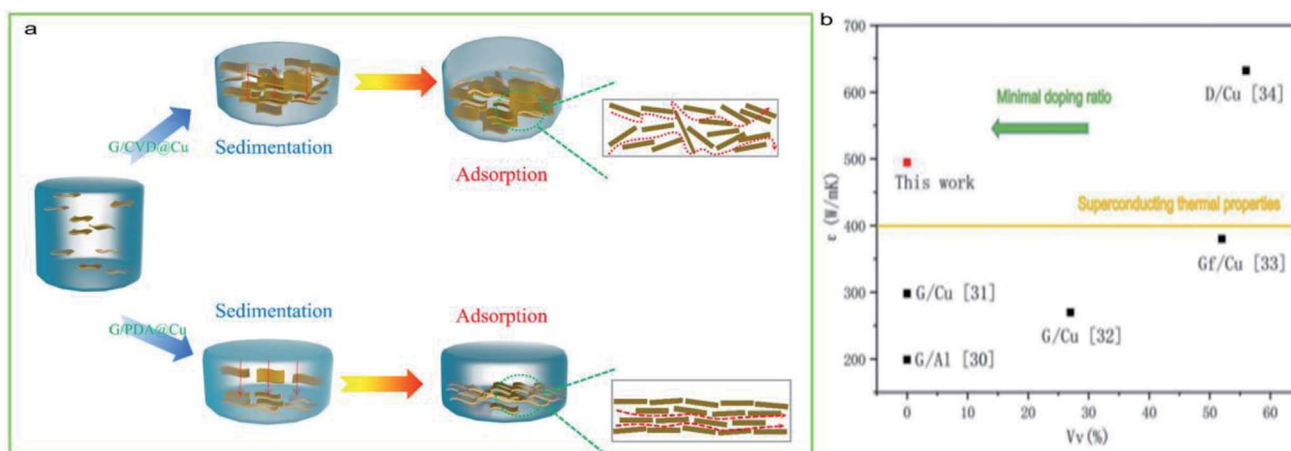 a
G/CVD@Cu
Sedimentation
Adsorption
G/PDA@Cu
Sedimentation
Adsorption
b
ε (W/mK)
700
600
500
400
300
200
Minimal doping ratio
D/Cu [34]
This work
Superconducting thermal properties
Gf/Cu [33]
G/Cu [31]
G/Cu [32]
G/Al [30]
0 10 20 30 40 50 60
Vv(%)